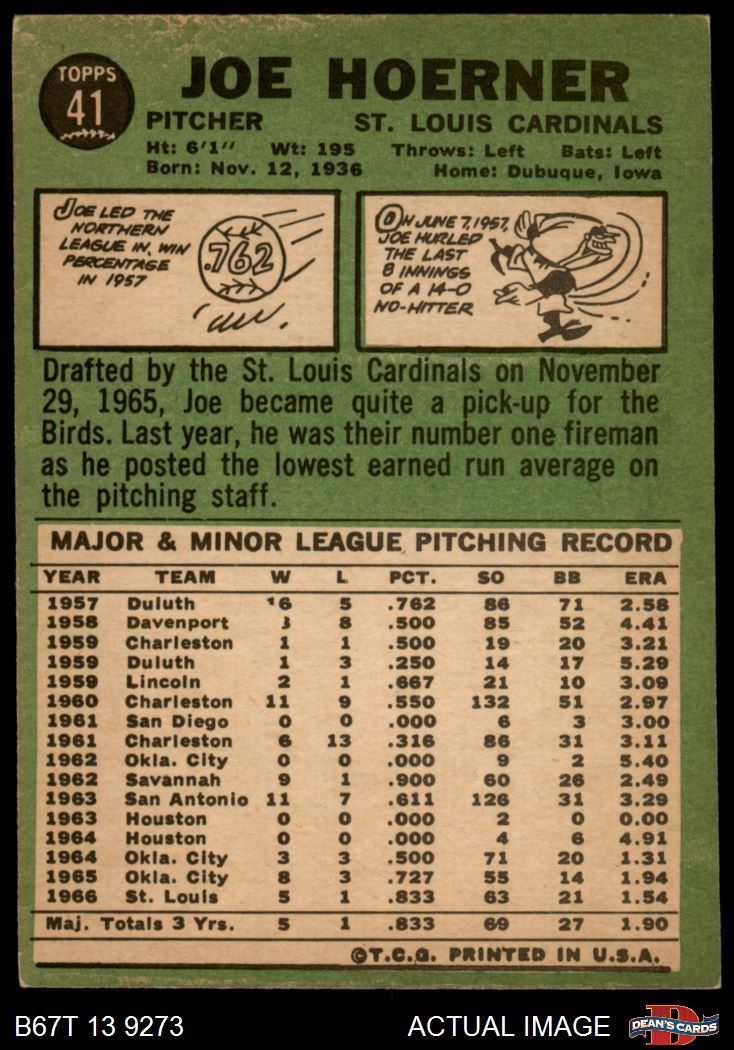 TOPPS
41
JOE HOERNER
PITCHER ST. LOUIS CARDINALS
Ht: 6'1" Wt: 195 Throws: Left Bats: Left
Born: Nov. 12, 1936 Home: Dubuque, Iowa
JOE LED THE
NORTHERN
LEAGUE IN WIN
PERCENTAGE
IN 1957
.762
ON JUNE 7, 1957,
JOE HURLED
THE LAST
8 INNINGS
OF A 14-0
NO-HITTER
Drafted by the St. Louis Cardinals on November
29, 1965, Joe became quite a pick-up for the
Birds. Last year, he was their number one fireman
as he posted the lowest earned run average on
the pitching staff.
MAJOR & MINOR LEAGUE PITCHING RECORD
YEAR TEAM W L PCT. SO BB ERA
1957 Duluth 6 5 .762 86 71 2.58
1958 Davenport 8 .500 85 52 4.41
1959 Charleston 1 1 .500 19 20 3.21
1959 Duluth 1 3 .250 14 17 5.29
1959 Lincoln 2 1 .667 21 10 3.09
1960 Charleston 11 9 .550 132 51 2.97
1961 San Diego 0 0 .000 6 3 3.00
1961 Charleston 6 13 .316 86 31 3.11
1962 Okla. City 0 0 .000 9 2 5.40
1962 Savannah 9 1 .900 60 26 2.49
1963 San Antonio 11 7 .611 126 31 3.29
1963 Houston 0 0 .000 2 0 0.00
1964 Houston 0 0 .000 4 6 4.91
1964 Okla. City 3 3 .500 71 20 1.31
1965 Okla. City 8 3 .727 55 14 1.94
1966 St. Louis 5 1 .833 63 21 1.54
Maj. Totals 3 Yrs. 5 1 .833 69 27 1.90
©T.C.G. PRINTED IN U.S.A.
B67T 13 9273 ACTUAL IMAGE DEAN'S CARDS